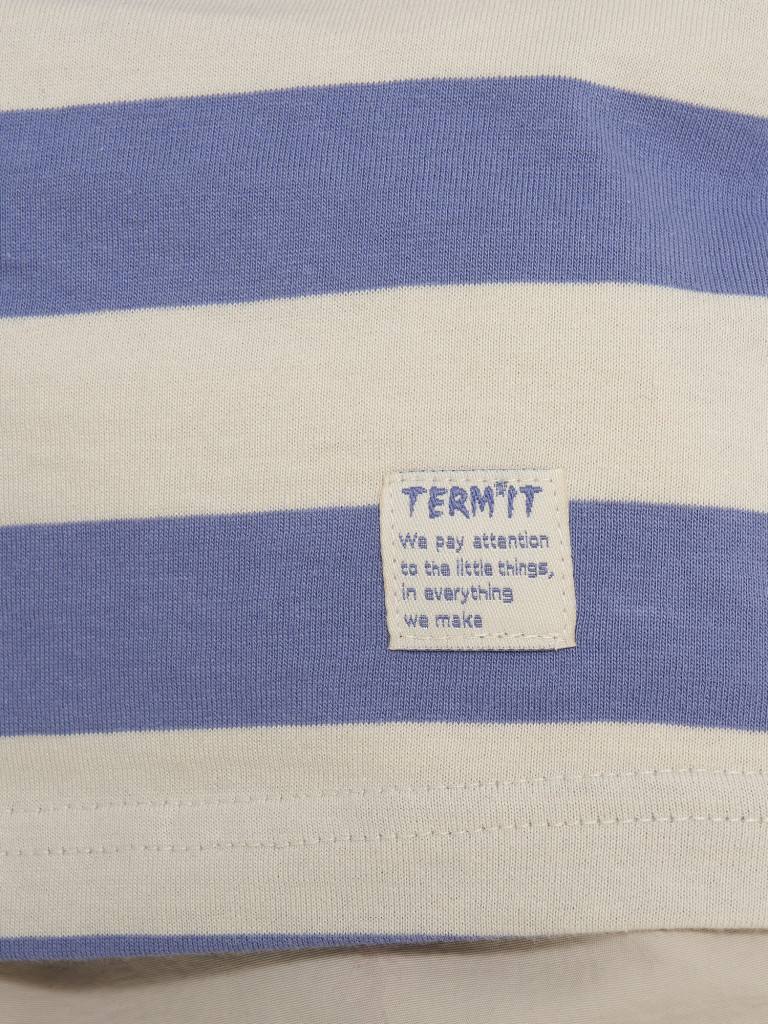 TERM"IT
We pay attention
to the little things,
in everything
we make